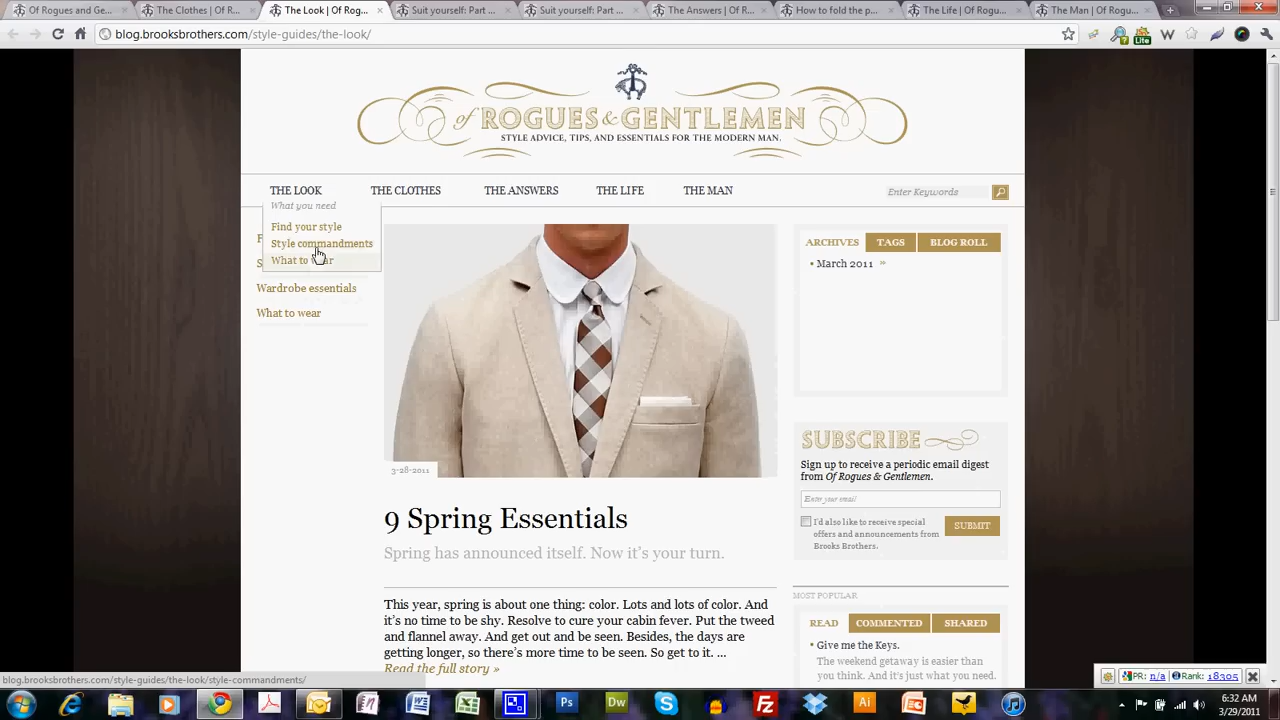 Of Rogues and Ge...
The Clothes | Of R...
The Look | Of Rog...
Suit yourself: Part ...
Suit yourself: Part ...
The Answers | Of R...
How to fold the p...
The Life | Of Rogu...
The Man | Of Rogu...
blog.brooksbrothers.com/style-guides/the-look/
of ROGUES & GENTLEMEN
STYLE ADVICE, TIPS, AND ESSENTIALS FOR THE MODERN MAN.
THE LOOK THE CLOTHES THE ANSWERS THE LIFE THE MAN
Enter Keywords
What you need
Find your style
Style commandments
What to
Wardrobe essentials
What to wear
3-28-2011
9 Spring Essentials
Spring has announced itself. Now it's your turn.
This year, spring is about one thing: color. Lots and lots of color. And
it's no time to be shy. Resolve to cure your cabin fever. Put the tweed
and flannel away. And get out and be seen. Besides, the days are
getting longer, so there's more time to be seen. So get to it. ...
Read the full story »
ARCHIVES TAGS BLOG ROLL
• March 2011 »
SUBSCRIBE
Sign up to receive a periodic email digest
from Of Rogues & Gentlemen.
Enter your email
I'd also like to receive special
offers and announcements from
Brooks Brothers.
SUBMIT
MOST POPULAR
READ COMMENTED SHARED
• Give me the Keys.
The weekend getaway is easier than
you think. And it's just what you need.
blog.brooksbrothers.com/style-guides/the-look/style-commandments/
PR: n/a Rank: 18305
Ps Dw Fz Ai
6:32 AM
3/29/2011